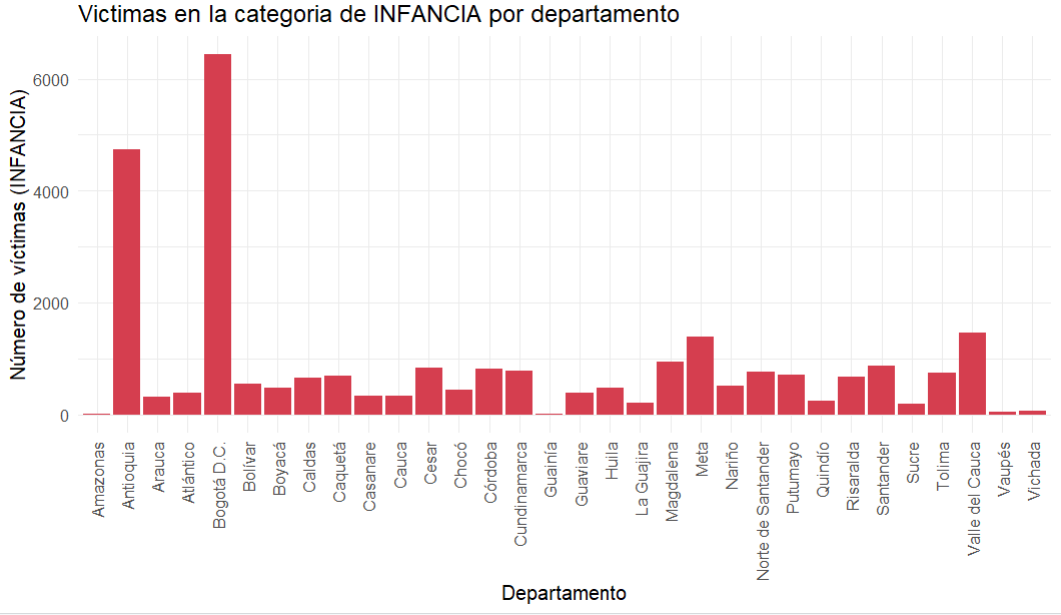 Victimas en la categoria de INFANCIA por departamento
Número de víctimas (INFANCIA)
6000
4000
2000
0
Amazonas
Antioquia
Arauca
Atlántico
Bogotá D.C.
Bolívar
Boyacá
Caldas
Caquetá
Casanare
Cauca
Cesar
Chocó
Córdoba
Cundinamarca
Guainía
Guaviare
Huila
La Guajira
Magdalena
Meta
Nariño
Norte de Santander
Putumayo
Quindío
Risaralda
Santander
Sucre
Tolima
Valle del Cauca
Vaupés
Vichada
Departamento